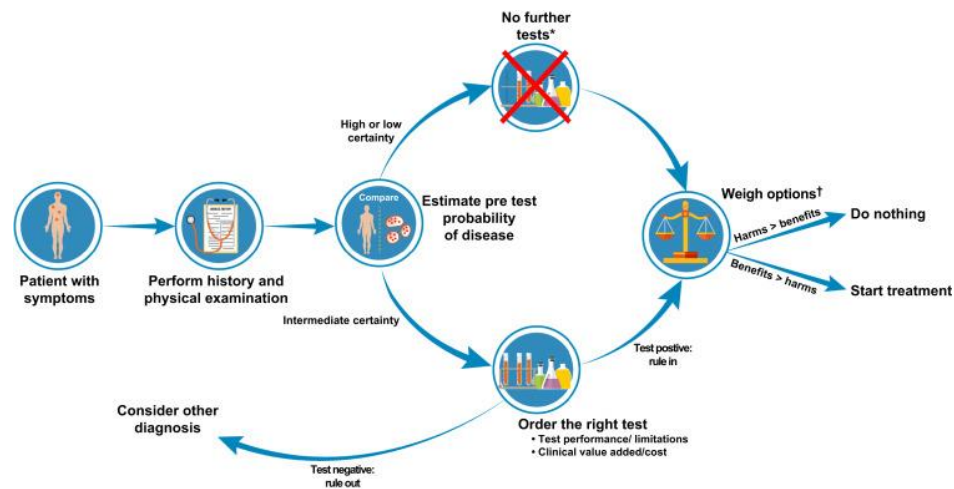 No further
tests*
High or low
certainty
Compare
Estimate pre test
probability
of disease
Weigh options†
Harms > benefits
Do nothing
Benefits > harms
Start treatment
Patient with
symptoms
Perform history and
physical examination
Intermediate certainty
Test postive:
rule in
Order the right test
• Test performance/ limitations
• Clinical value added/cost
Consider other
diagnosis
Test negative:
rule out